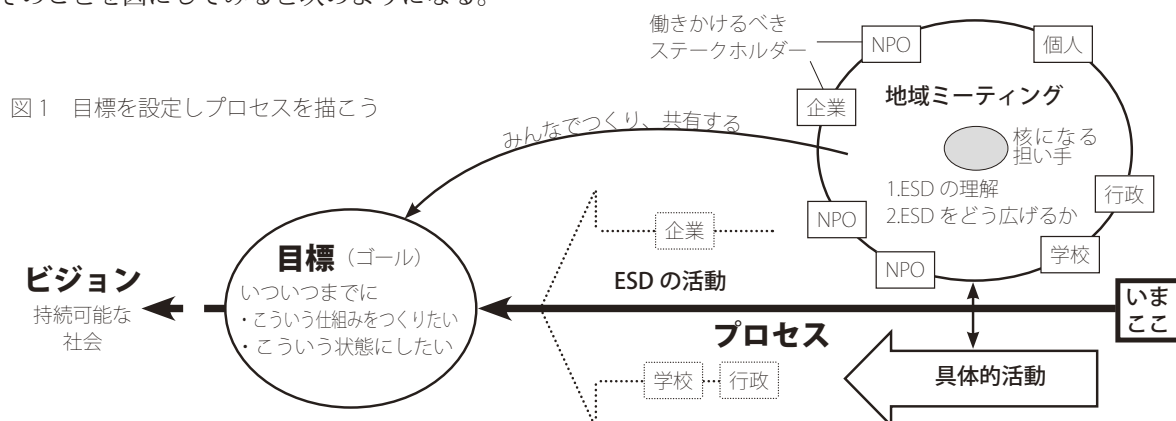 そのことを図にしてみると次のようになる。
図1 目標を設定しプロセスを描こう
働きかけるべき
ステークホルダー
NPO
個人
企業
地域ミーティング
核になる
担い手
1.ESD の理解
2.ESD をどう広げるか
行政
NPO
学校
NPO
みんなでつくり、共有する
企業
ESD の活動
目標（ゴール）
いついつまでに
・こういう仕組みをつくりたい
・こういう状態にしたい
ビジョン
持続可能な
社会
プロセス
いま
ここ
学校
行政
具体的活動